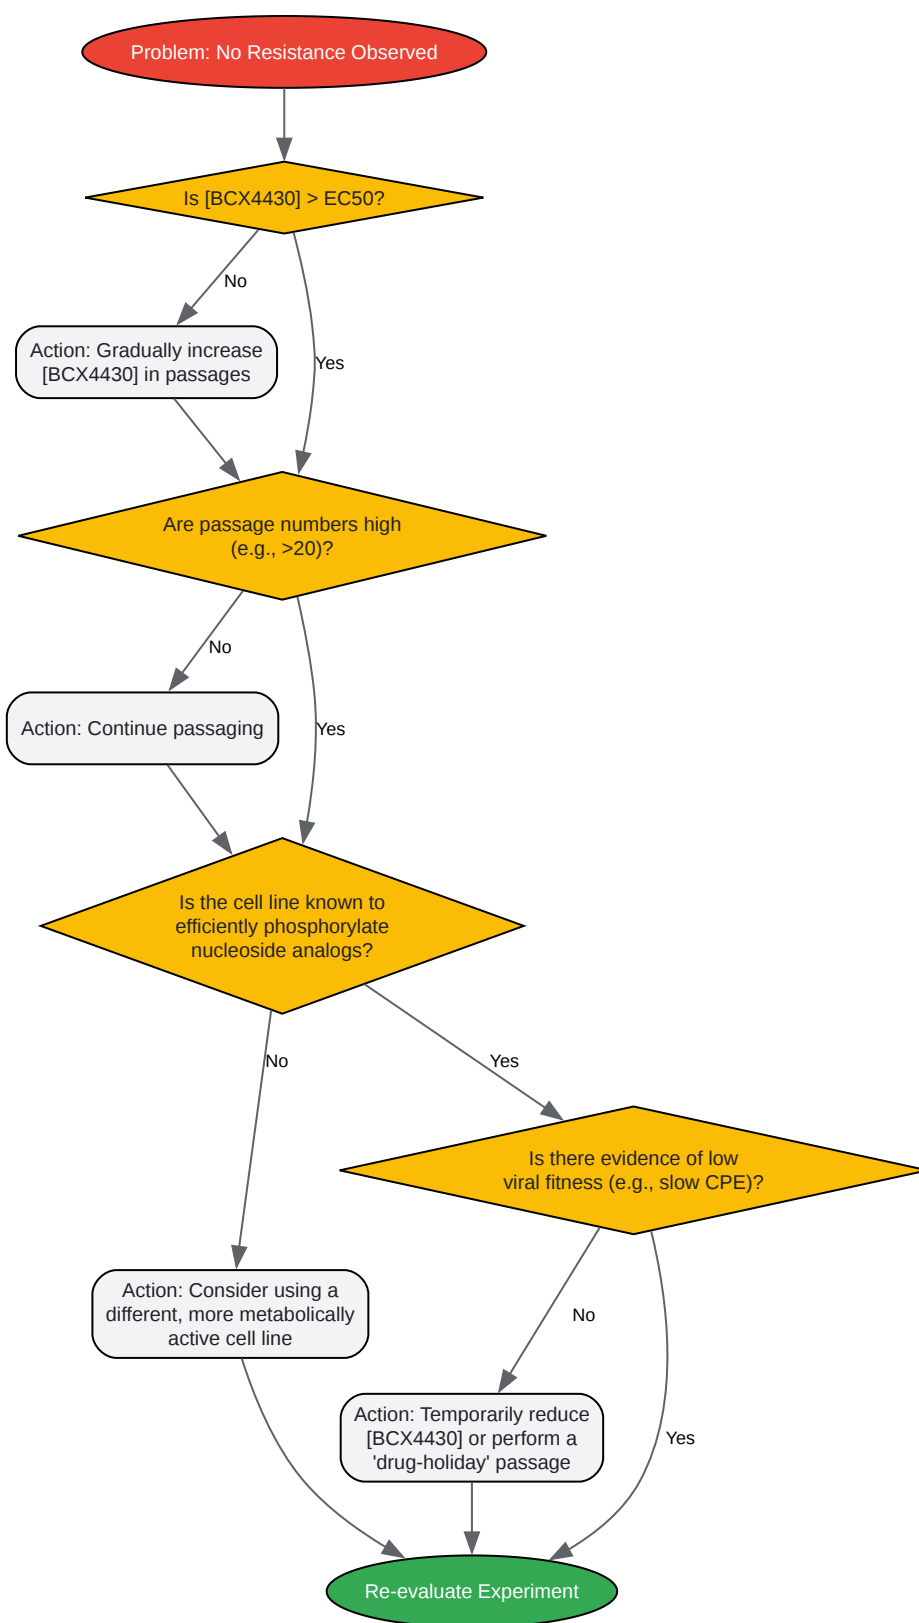 Problem: No Resistance Observed
Is [BCX4430] > EC50?
No
Yes
Action: Gradually increase
[BCX4430] in passages
Are passage numbers high
(e.g., >20)?
No
Yes
Action: Continue passaging
Is the cell line known to
efficiently phosphorylate
nucleoside analogs?
No
Yes
Is there evidence of low
viral fitness (e.g., slow CPE)?
Action: Consider using a
different, more metabolically
active cell line
No
Yes
Action: Temporarily reduce
[BCX4430] or perform a
'drug-holiday' passage
Re-evaluate Experiment